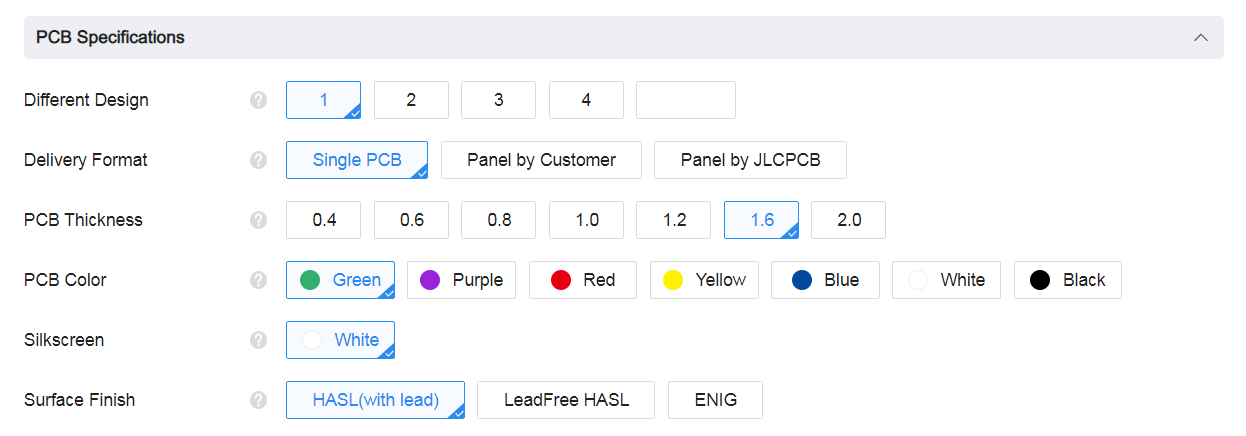 PCB Specifications
Different Design ? 1 2 3 4
Delivery Format ? Single PCB Panel by Customer Panel by JLCPCB
PCB Thickness ? 0.4 0.6 0.8 1.0 1.2 1.6 2.0
PCB Color ? Green Purple Red Yellow Blue White Black
Silkscreen ? White
Surface Finish ? HASL(with lead) LeadFree HASL ENIG